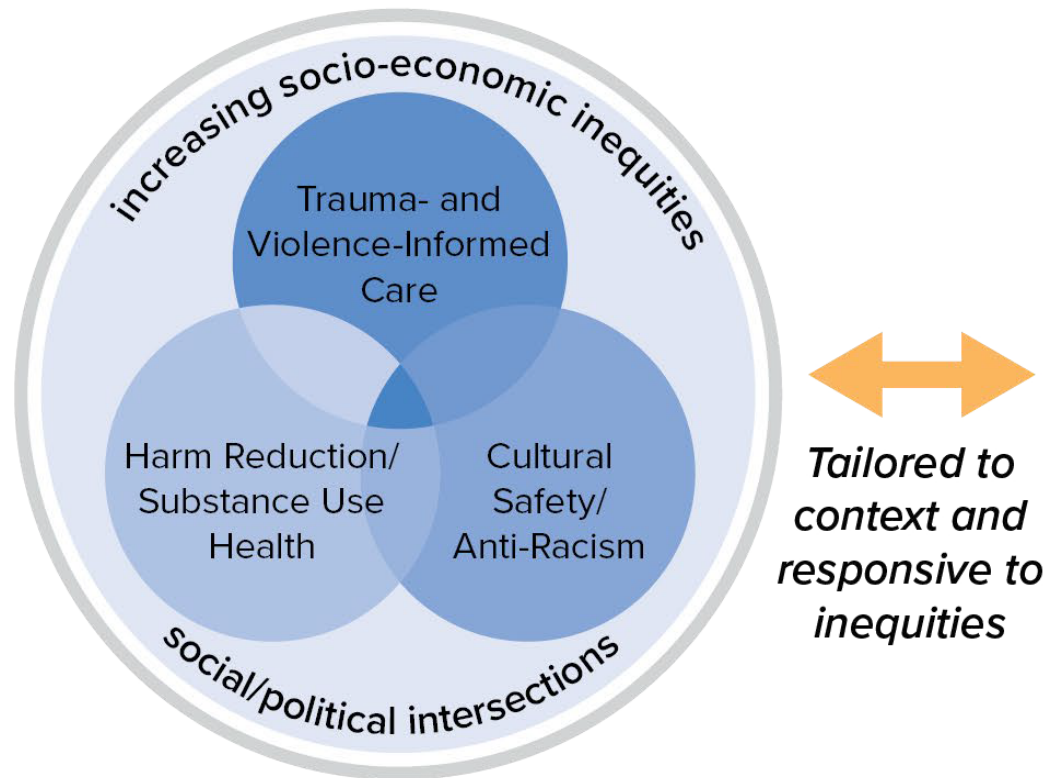 increasing socio-economic inequities
Trauma- and
Violence-Informed
Care
Harm Reduction/
Substance Use
Health
Cultural
Safety/
Anti-Racism
social/political intersections
Tailored to
context and
responsive to
inequities